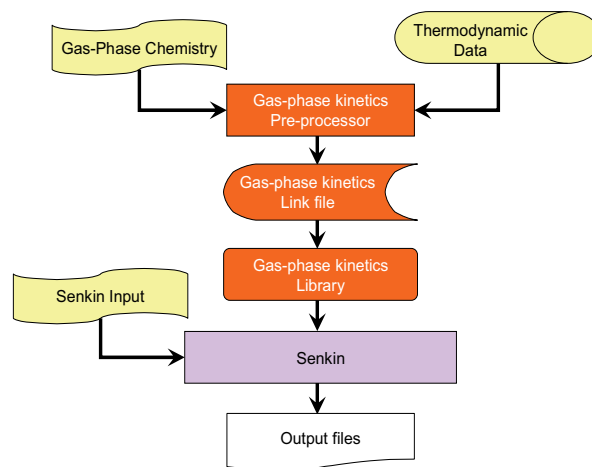 Gas-Phase Chemistry
Thermodynamic
Data
Gas-phase kinetics
Pre-processor
Gas-phase kinetics
Link file
Gas-phase kinetics
Library
Senkin Input
Senkin
Output files